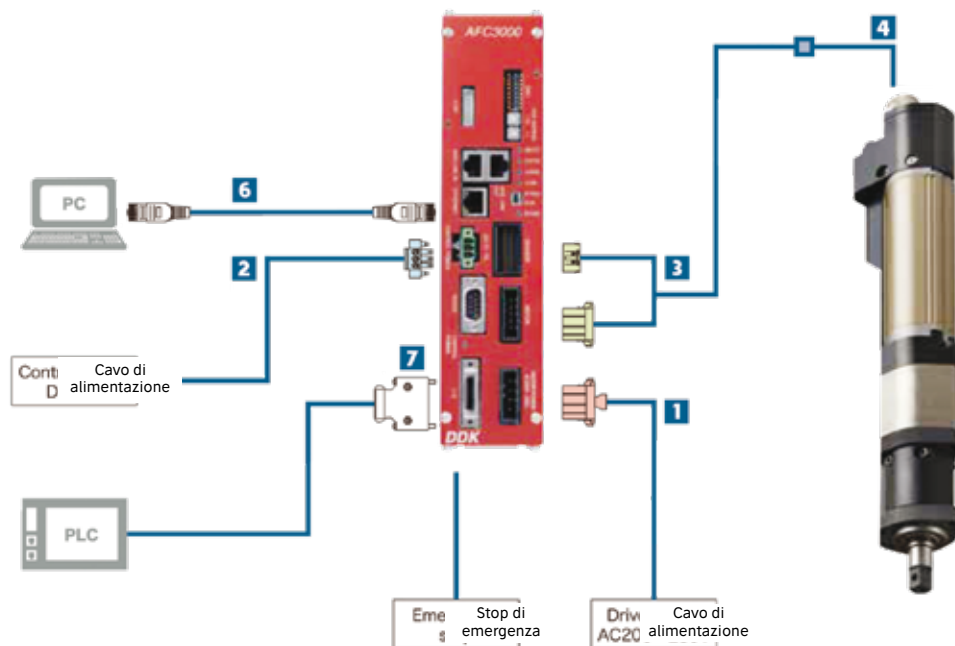 AFC3000
4
PC
6
2
3
Cont
D
Cavo di
alimentazione
7
1
DDK
PLC
Eme
s
Stop di
emergenza
Driv
AC20
Cavo di
alimentazione